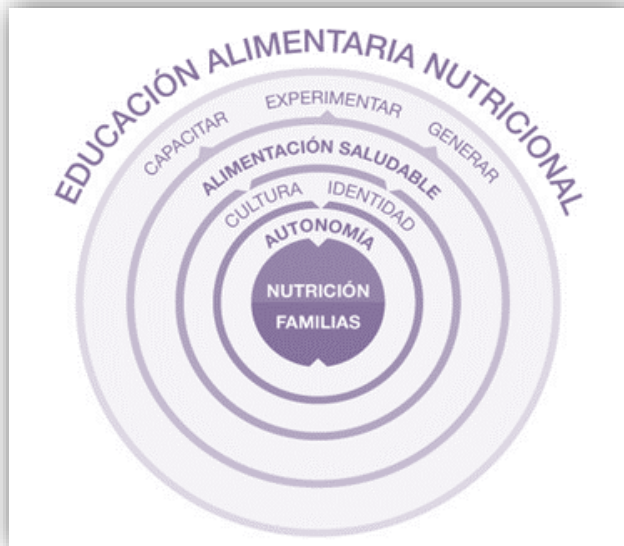 EDUCACIÓN ALIMENTARIA NUTRICIONAL
CAPACITAR EXPERIMENTAR GENERAR
ALIMENTACIÓN SALUDABLE
CULTURA IDENTIDAD
AUTONOMÍA
NUTRICIÓN
FAMILIAS